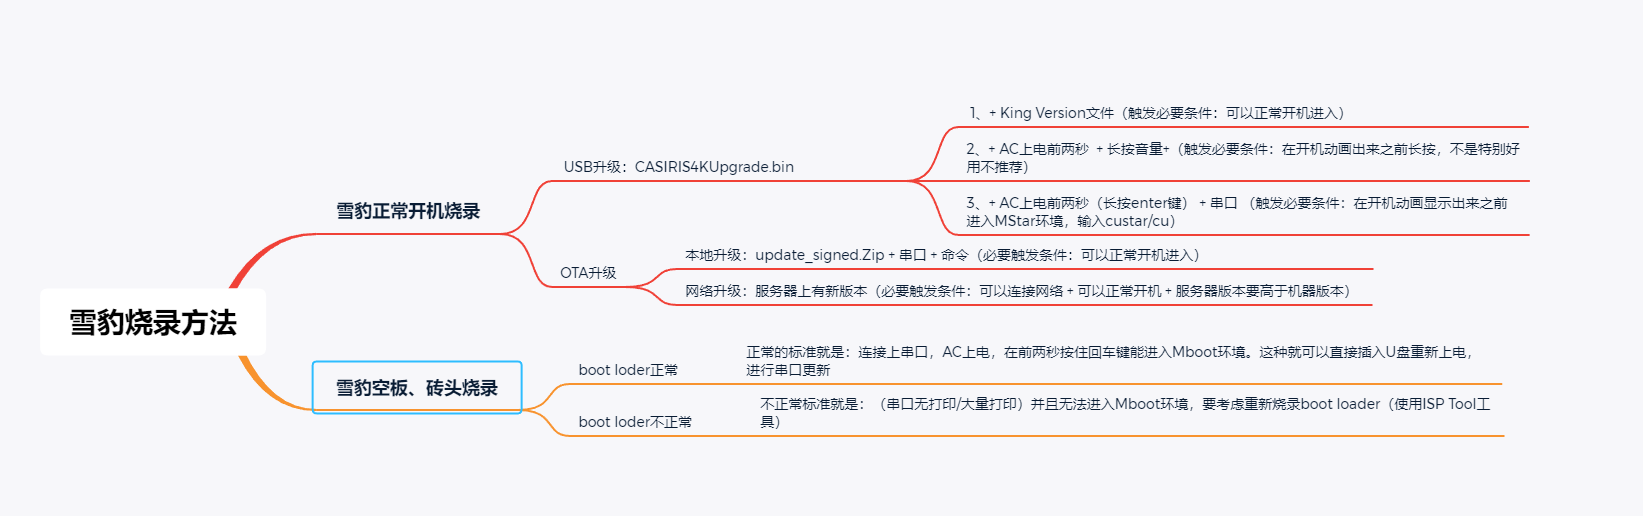 雪豹烧录方法
雪豹正常开机烧录
USB升级：CASIRIS4KUpgrade.bin
1、+ King Version文件（触发必要条件：可以正常开机进入）
2、+ AC上电前两秒 + 长按音量+（触发必要条件：在开机动画出来之前长按，不是特别好
用不推荐）
3、+ AC上电前两秒（长按enter键） + 串口 （触发必要条件：在开机动画显示出来之前
进入MStar环境，输入custar/cu）
OTA升级
本地升级：update_signed.Zip + 串口 + 命令（必要触发条件：可以正常开机进入）
网络升级：服务器上有新版本（必要触发条件：可以连接网络 + 可以正常开机 + 服务器版本要高于机器版本）
雪豹空板、砖头烧录
boot loder正常
正常的标准就是：连接上串口，AC上电，在前两秒按住回车键能进入Mboot环境。这种就可以直接插入U盘重新上电，
进行串口更新
boot loder不正常
不正常标准就是：（串口无打印/大量打印）并且无法进入Mboot环境，要考虑重新烧录boot loader（使用ISP Tool工
具）